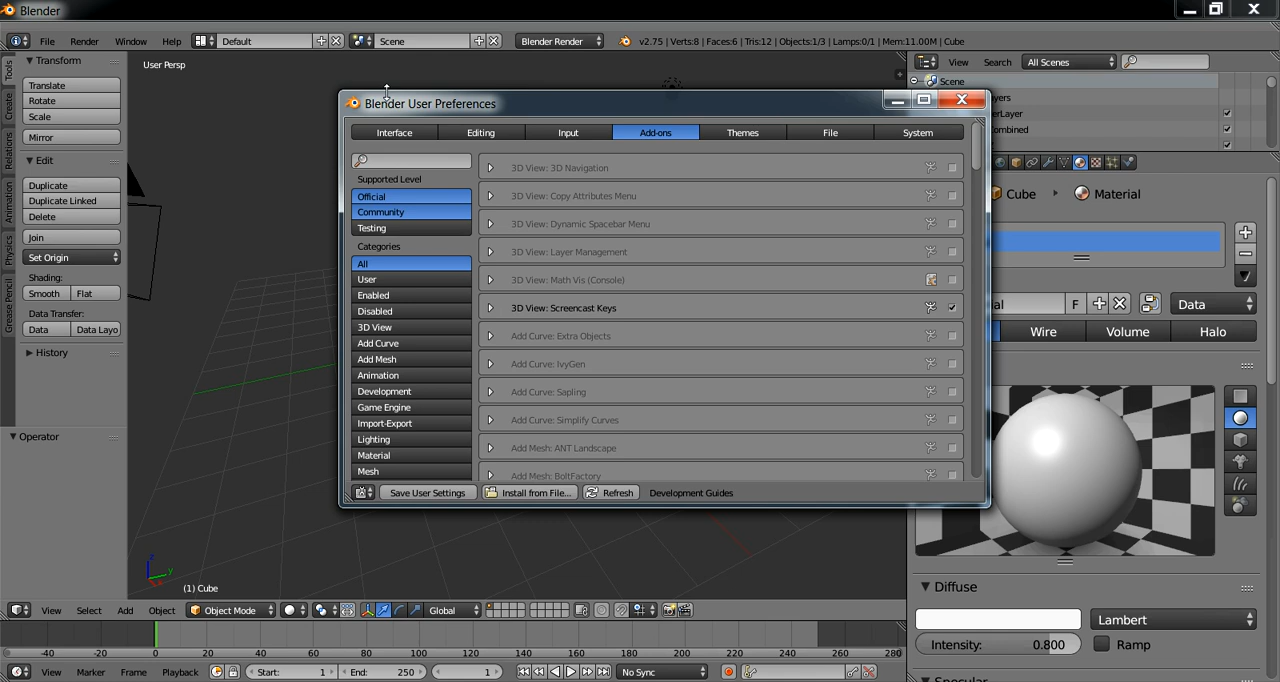 Blender
File Render Window Help Default Scene Blender Render v2.75 | Verts:8 | Faces:6 | Tris:12 | Objects:1/3 | Lamps:0/1 | Mem:11.00M | Cube
Tools
Create
Relations
Animation
Physics
Grease Pencil
Transform
Translate
Rotate
Scale
Mirror
Edit
Duplicate
Duplicate Linked
Delete
Join
Set Origin
Shading:
Smooth Flat
Data Transfer:
Data Data Layo
History
Operator
User Persp
Blender User Preferences
Interface Editing Input Add-ons Themes File System
Supported Level
Official
Community
Testing
Categories
All
User
Enabled
Disabled
3D View
Add Curve
Add Mesh
Animation
Development
Game Engine
Import-Export
Lighting
Material
Mesh
3D View: 3D Navigation
3D View: Copy Attributes Menu
3D View: Dynamic Spacebar Menu
3D View: Layer Management
3D View: Math Vis (Console)
3D View: Screencast Keys
Add Curve: Extra Objects
Add Curve: IvyGen
Add Curve: Sapling
Add Curve: Simplify Curves
Add Mesh: ANT Landscape
Add Mesh: BoltFactory
Save User Settings Install from File... Refresh Development Guides
z
y
(1) Cube
View Select Add Object Object Mode Global
-40 -20 0 20 40 60 80 100 120 140 160 180 200 220 240 260 280
View Marker Frame Playback Start: 1 End: 250 1 No Sync
View Search All Scenes
Scene
ayers
erLayer
ombined
Cube Material
al F Data
Wire Volume Halo
Diffuse
Lambert
Intensity: 0.800 Ramp
Specular